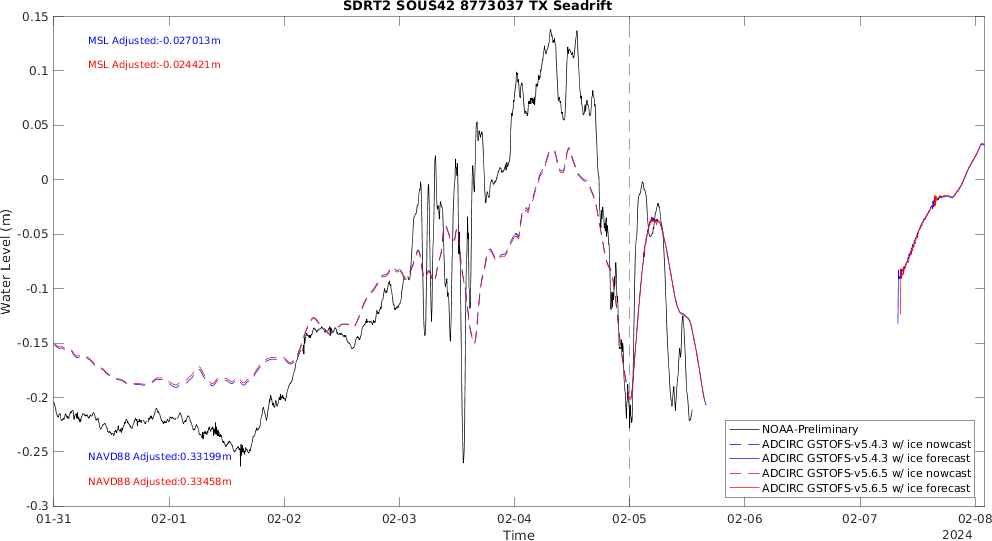 SDRT2 SOUS42 8773037 TX Seadrift
0.15
0.1
0.05
0
-0.05
-0.1
-0.15
-0.2
-0.25
-0.3
Water Level (m)
MSL Adjusted:-0.027013m
MSL Adjusted:-0.024421m
NAVD88 Adjusted:0.33199m
NAVD88 Adjusted:0.33458m
NOAA-Preliminary
ADCIRC GSTOFS-v5.4.3 w/ ice nowcast
ADCIRC GSTOFS-v5.4.3 w/ ice forecast
ADCIRC GSTOFS-v5.6.5 w/ ice nowcast
ADCIRC GSTOFS-v5.6.5 w/ ice forecast
01-31 02-01 02-02 02-03 02-04 02-05 02-06 02-07 02-08
Time
2024